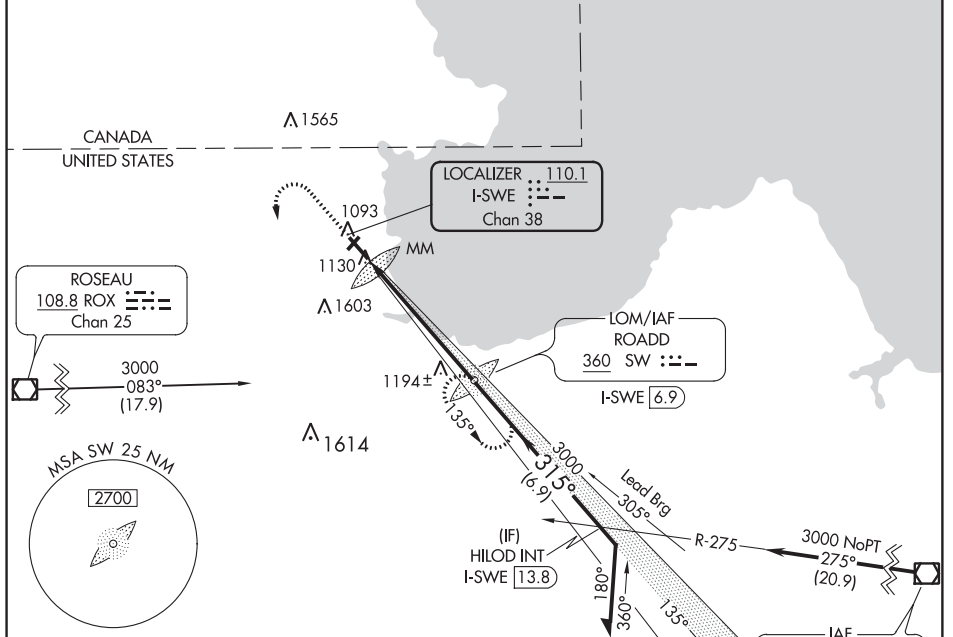 1565
CANADA
UNITED STATES
LOCALIZER 110.1
I-SWE
Chan 38
1093
MM
1130
1603
ROSEAU
108.8 ROX
Chan 25
LOM/IAF
ROADD
360 SW
I-SWE 6.9
3000
083°
(17.9)
1194±
135°
1614
3000
315°
(6.9)
Lead Brg
305°
MSA SW 25 NM
2700
(IF)
HILOD INT
I-SWE 13.8
R-275
3000 NoPT
275°
(20.9)
180°
360°
135°
IAF